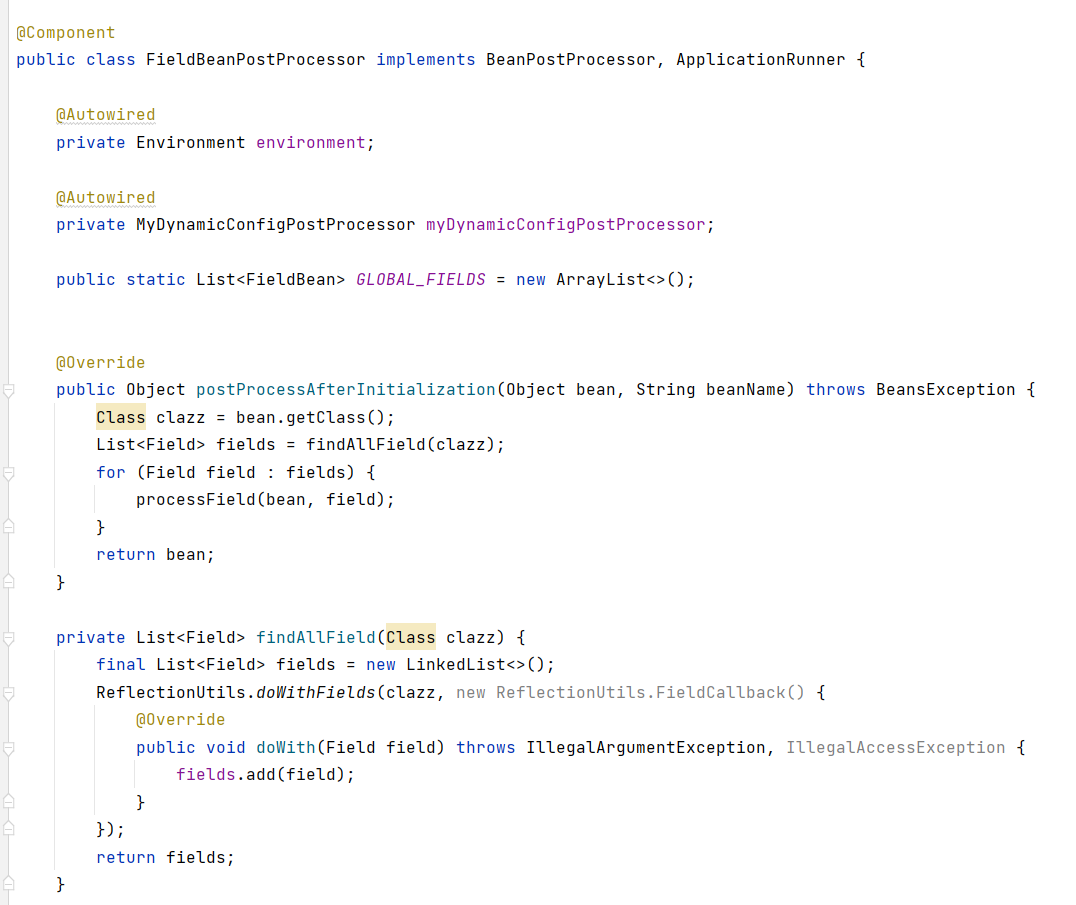 @Component
public class FieldBeanPostProcessor implements BeanPostProcessor, ApplicationRunner {
@Autowired
private Environment environment;
@Autowired
private MyDynamicConfigPostProcessor myDynamicConfigPostProcessor;
public static List<FieldBean> GLOBAL_FIELDS = new ArrayList<>();
@Override
public Object postProcessAfterInitialization(Object bean, String beanName) throws BeansException {
Class clazz = bean.getClass();
List<Field> fields = findAllField(clazz);
for (Field field : fields) {
processField(bean, field);
}
return bean;
}
private List<Field> findAllField(Class clazz) {
final List<Field> fields = new LinkedList<>();
ReflectionUtils.doWithFields(clazz, new ReflectionUtils.FieldCallback() {
@Override
public void doWith(Field field) throws IllegalArgumentException, IllegalAccessException {
fields.add(field);
}
});
return fields;
}